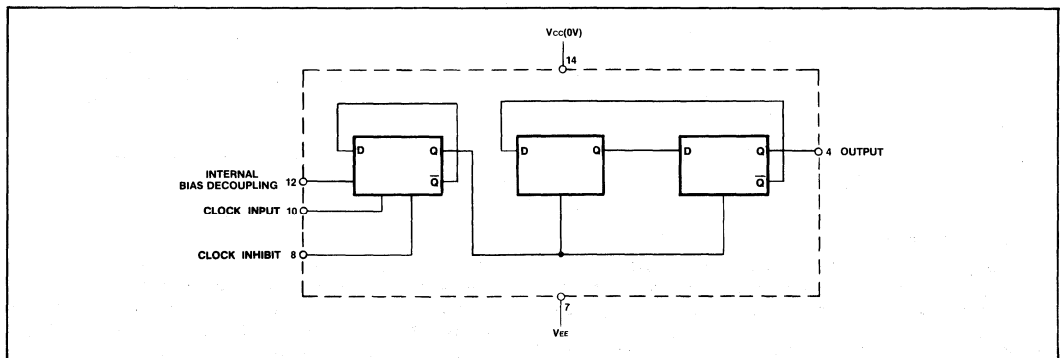 Vcc(0V)
14
D Q
D Q
D Q
4 OUTPUT
INTERNAL
BIAS DECOUPLING 12
Q̅
Q̅
CLOCK INPUT 10
CLOCK INHIBIT 8
7
VEE